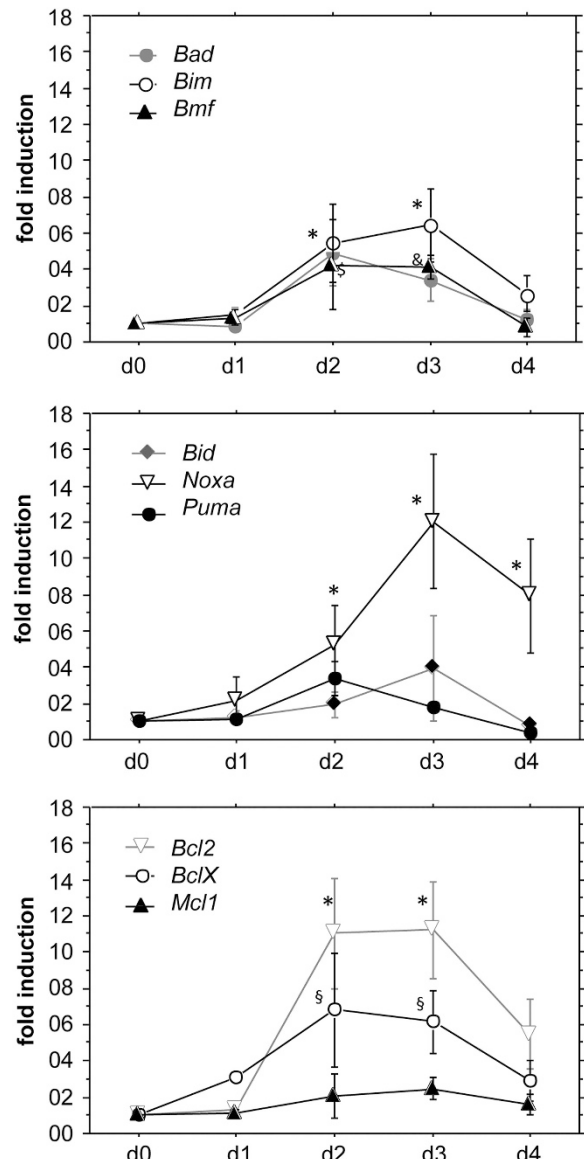 18
16
14
12
10
08
06
04
02
00
fold induction
Bad
Bim
Bmf
*
*
$
&
d0 d1 d2 d3 d4
18
16
14
12
10
08
06
04
02
00
fold induction
Bid
Noxa
Puma
*
*
*
d0 d1 d2 d3 d4
18
16
14
12
10
08
06
04
02
00
fold induction
Bcl2
BclX
Mcl1
* *
§ §
d0 d1 d2 d3 d4